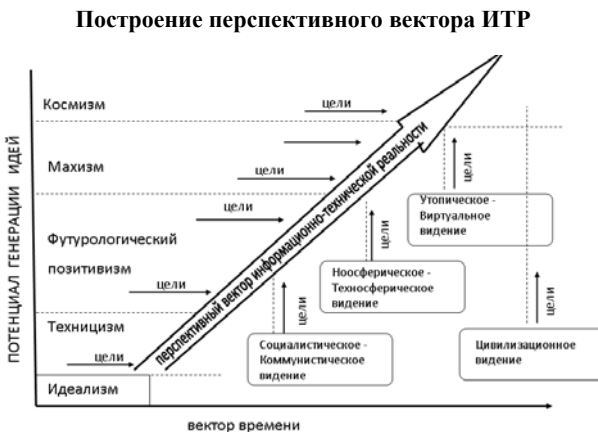 Построение перспективного вектора ИТР
ПОТЕНЦИАЛ ГЕНЕРАЦИИ ИДЕЙ
Космизм
Махизм
Футурологический
позитивизм
Техницизм
Идеализм
цели
цели
цели
цели
цели
перспективный вектор информационно-технической реальности
цели
Утопическое -
Виртуальное
видение
цели
Ноосферическое -
Техносферическое
видение
цели
Социалистическое -
Коммунистическое
видение
цели
Цивилизационное
видение
вектор времени